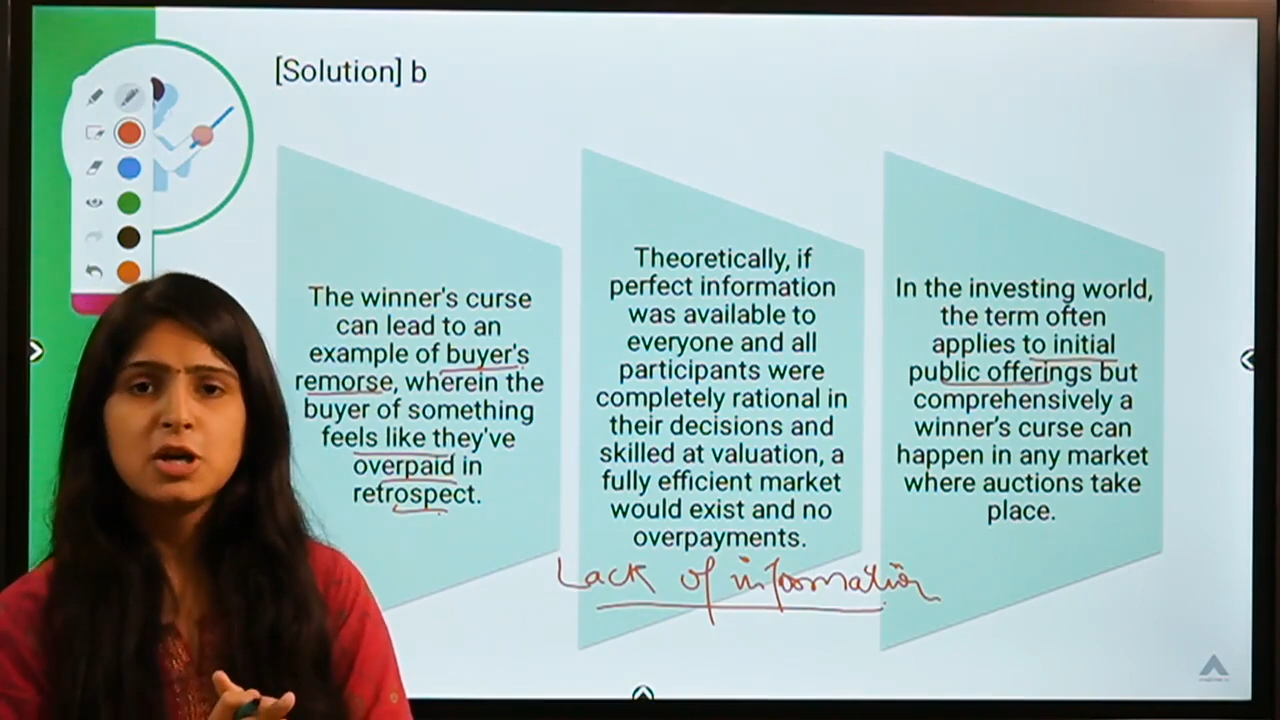 [Solution] b
The winner's curse
can lead to an
example of buyer's
remorse, wherein the
buyer of something
feels like they've
overpaid in
retrospect.
Theoretically, if
perfect information
was available to
everyone and all
participants were
completely rational in
their decisions and
skilled at valuation, a
fully efficient market
would exist and no
overpayments.
Lack of information
In the investing world,
the term often
applies to initial
public offerings but
comprehensively a
winner's curse can
happen in any market
where auctions take
place.